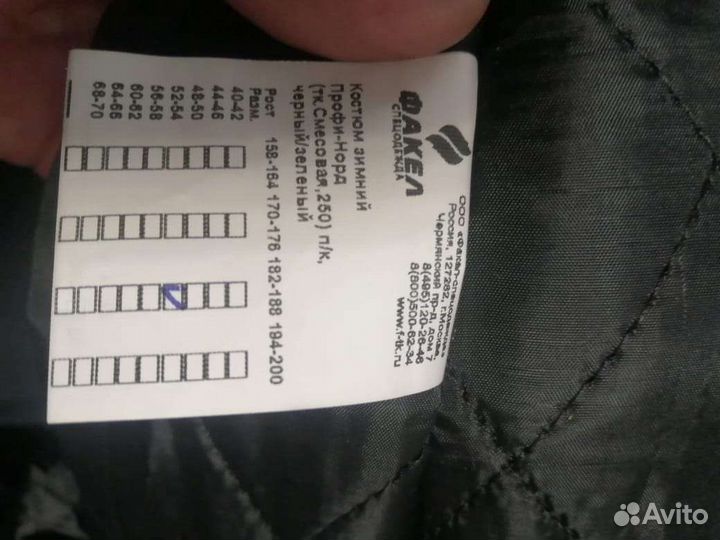 ФАКЕЛ
СПЕЦОДЕЖДА
ООО «Факел-спецодежда»
Россия, 127282, г.Москва,
Чермянский пр-д, дом 7
8(495)120-26-46
8(800)500-62-34
www.f-tk.ru
Костюм зимний
Профи-Норд
(тк.Смесовая,250) п/к,
черный/зеленый
Рост 158-164 170-176 182-188 194-200
Разм.
40-42
44-46
48-50
52-54
56-58
60-62
64-66
68-70
Avito